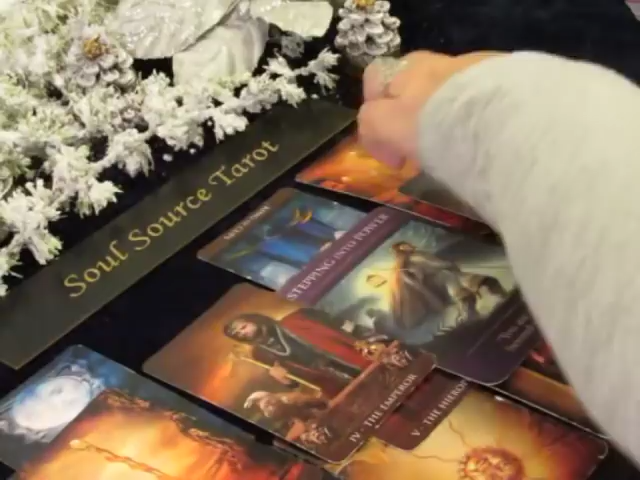 Soul Source Tarot
STEPPING INTO POWER
IV · THE EMPEROR
V · THE HIEROP